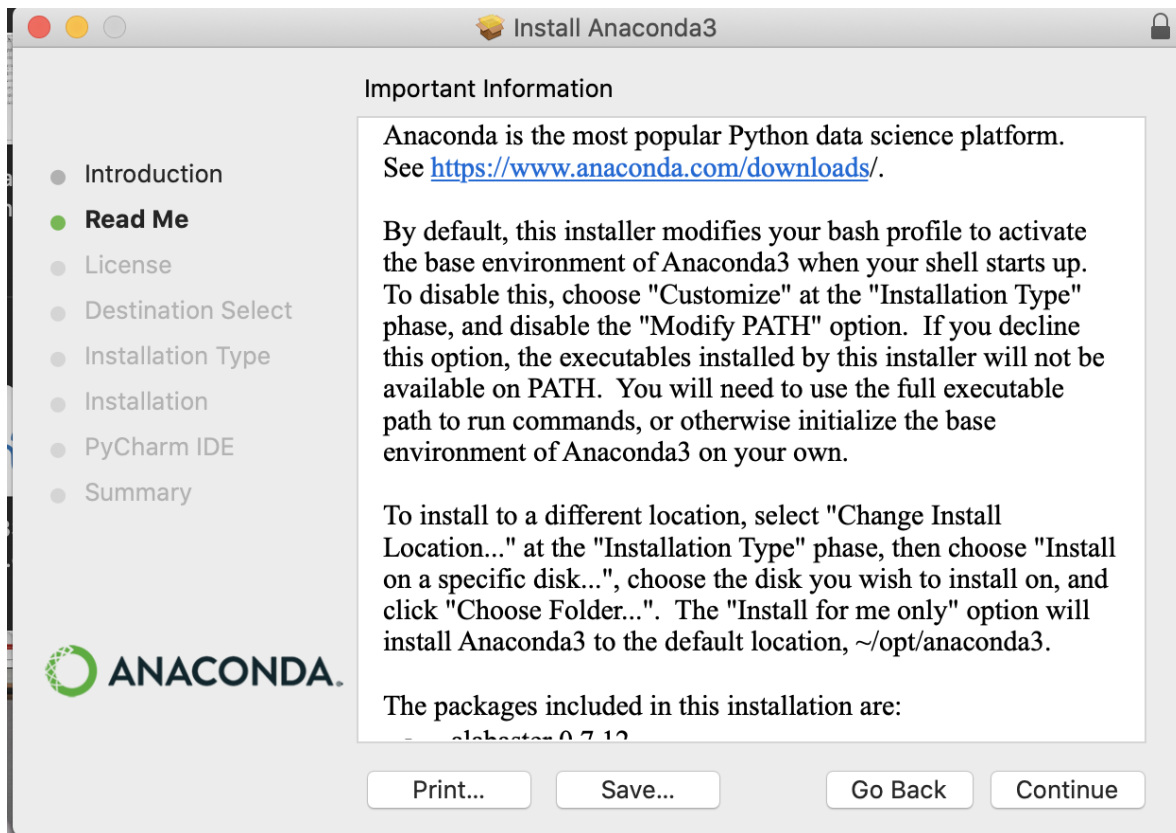 Install Anaconda3
Important Information
Introduction
Read Me
License
Destination Select
Installation Type
Installation
PyCharm IDE
Summary
ANACONDA.
Anaconda is the most popular Python data science platform.
See https://www.anaconda.com/downloads/.
By default, this installer modifies your bash profile to activate
the base environment of Anaconda3 when your shell starts up.
To disable this, choose "Customize" at the "Installation Type"
phase, and disable the "Modify PATH" option.  If you decline
this option, the executables installed by this installer will not be
available on PATH.  You will need to use the full executable
path to run commands, or otherwise initialize the base
environment of Anaconda3 on your own.
To install to a different location, select "Change Install
Location..." at the "Installation Type" phase, then choose "Install
on a specific disk...", choose the disk you wish to install on, and
click "Choose Folder...".  The "Install for me only" option will
install Anaconda3 to the default location, ~/opt/anaconda3.
The packages included in this installation are:
alabaster 0.7.12
Print...
Save...
Go Back
Continue